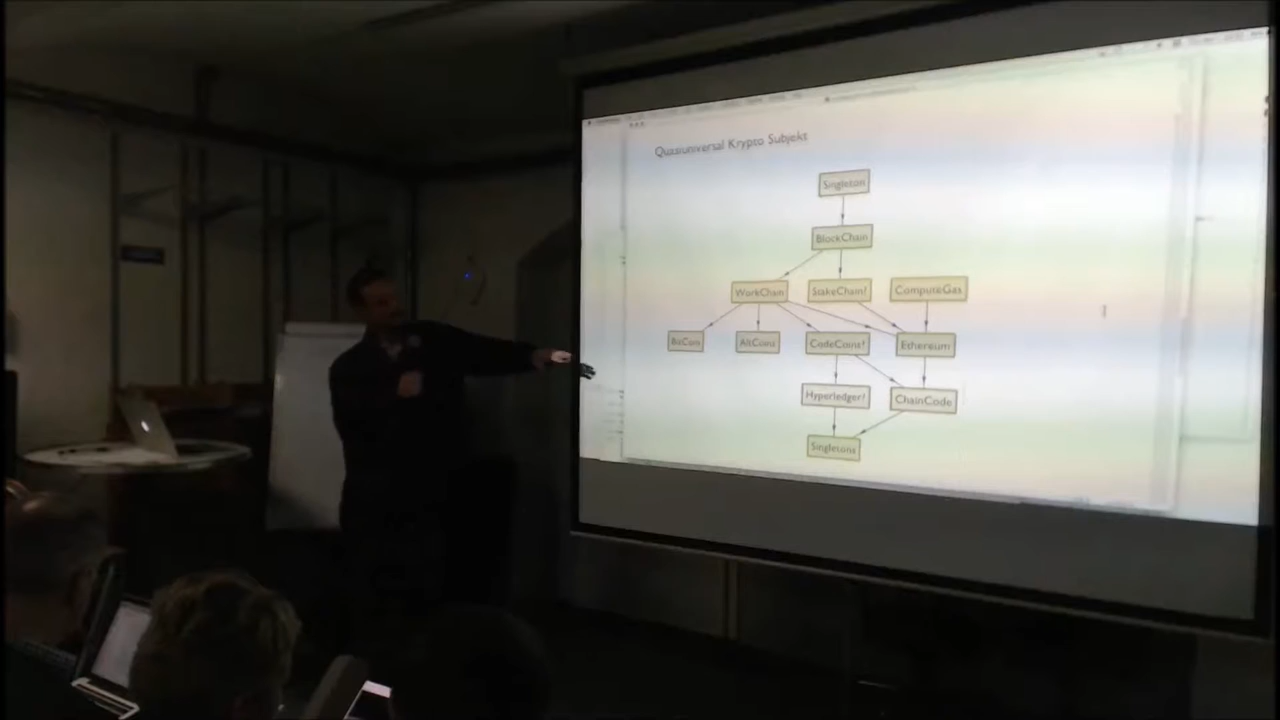 Quasiuniversal Krypto Subjekt
Singleton
BlockChain
WorkChain StakeChain! ComputeGas
BitCoin AltCoins CodeCoins! Ethereum
Hyperledger! ChainCode
Singletons